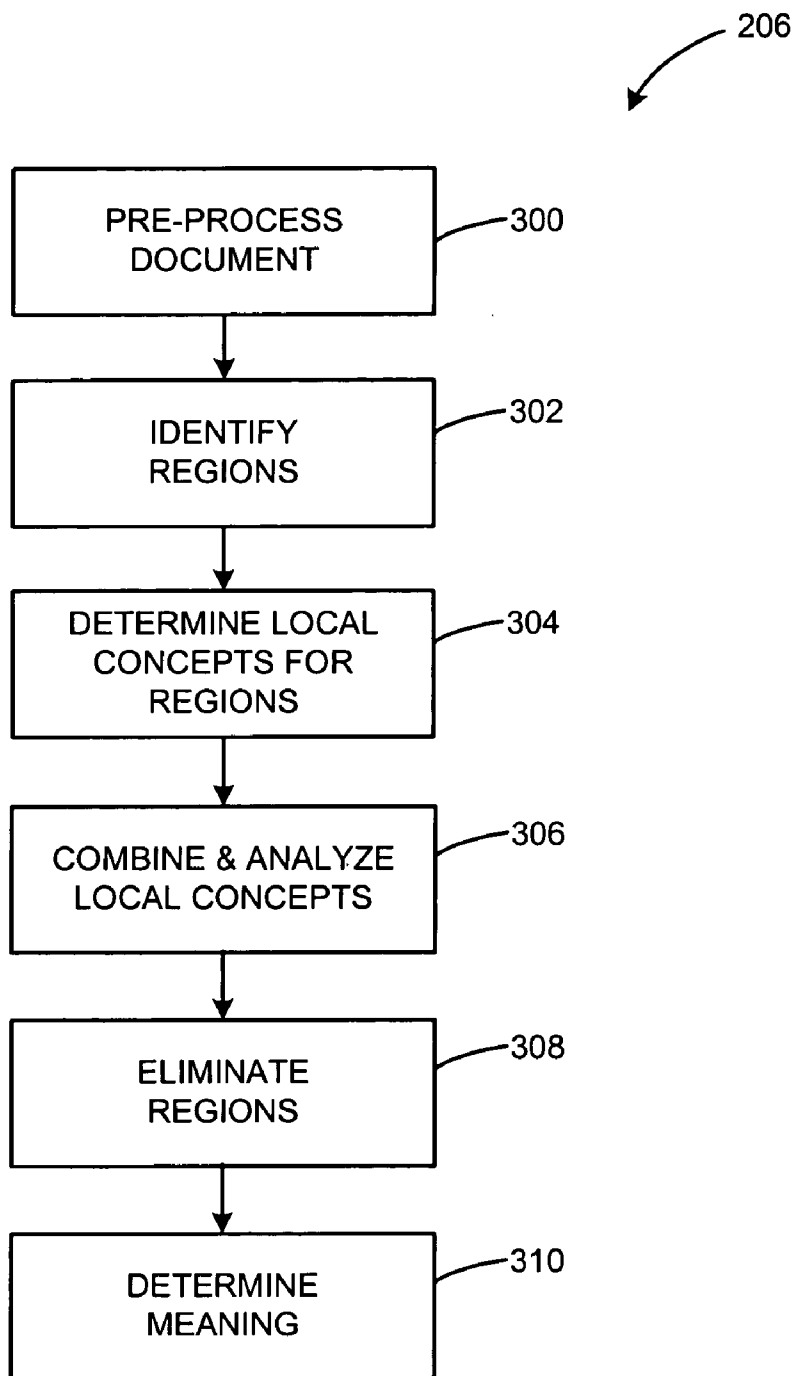 206
PRE-PROCESS
DOCUMENT
300
IDENTIFY
REGIONS
302
DETERMINE LOCAL
CONCEPTS FOR
REGIONS
304
COMBINE & ANALYZE
LOCAL CONCEPTS
306
ELIMINATE
REGIONS
308
DETERMINE
MEANING
310